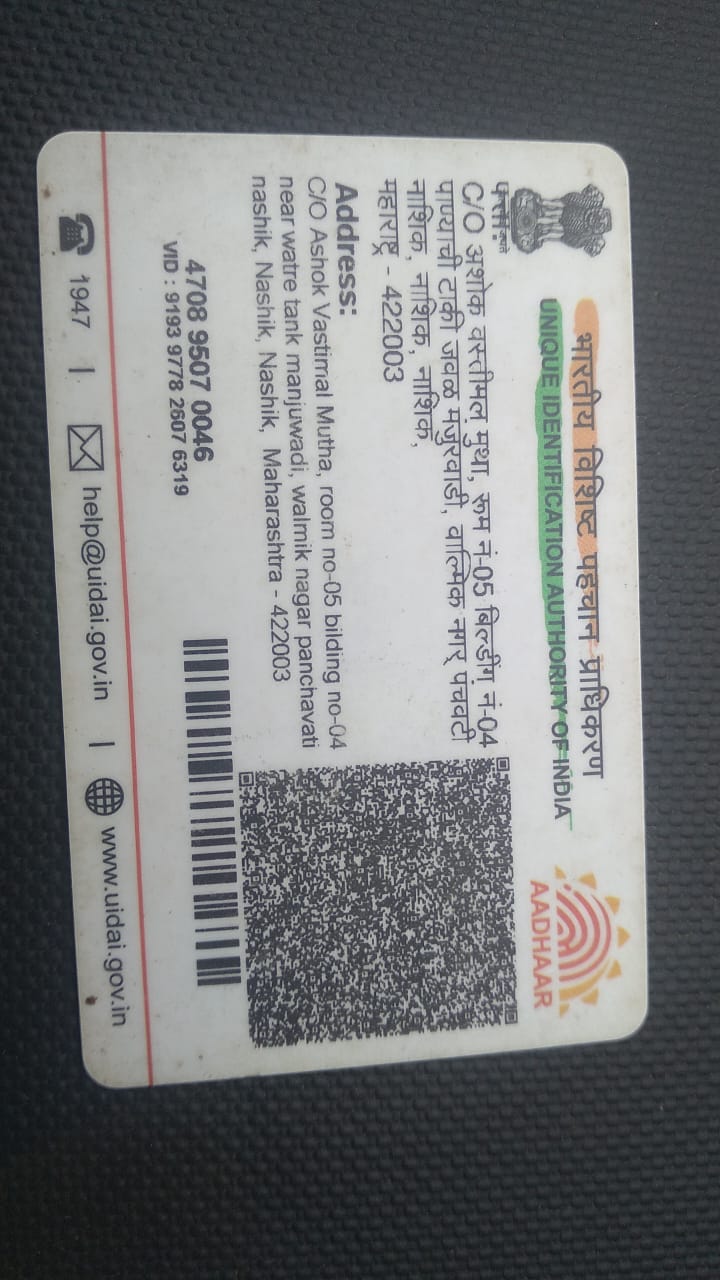 भारतीय विशिष्ट पहचान प्राधिकरण
UNIQUE IDENTIFICATION AUTHORITY OF INDIA
AADHAAR
पत्ता:
C/O अशोक वस्तीमल मुथा, रूम नं-05 बिल्डींग नं-04
पाण्याची टाकी जवळ मजुरवाडी, वाल्मिक नगर पंचवटी
नाशिक, नाशिक, नाशिक,
महाराष्ट्र - 422003
Address:
C/O Ashok Vastimal Mutha, room no-05 bilding no-04
near watre tank manjuwadi, walmik nagar panchavati
nashik, Nashik, Nashik, Maharashtra - 422003
4708 9507 0046
VID : 9193 9778 2607 6319
1947 | help@uidai.gov.in | www.uidai.gov.in